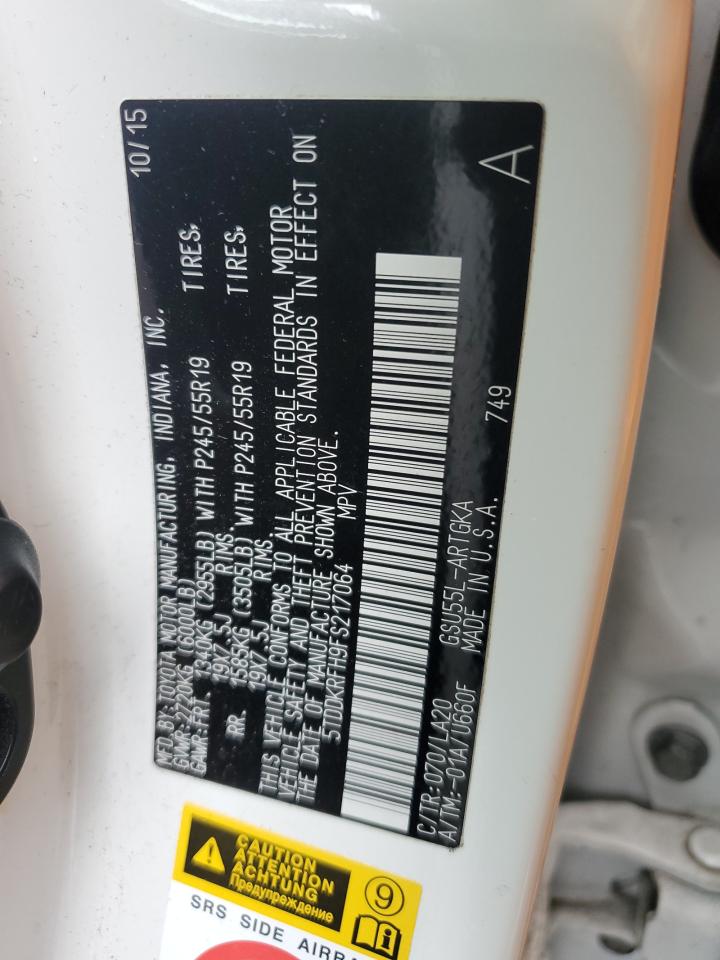 MFD.BY:TOYOTA MOTOR MANUFACTURING, INDIANA, INC. 10/15
GVWR:2720KG (6000LB)
GAWR:FRT 1340KG (2955LB) WITH P245/55R19 TIRES,
19X7.5J RIMS
RR 1585KG (3505LB) WITH P245/55R19 TIRES,
19X7.5J RIMS
THIS VEHICLE CONFORMS TO ALL APPLICABLE FEDERAL MOTOR
VEHICLE SAFETY AND THEFT PREVENTION STANDARDS IN EFFECT ON
THE DATE OF MANUFACTURE SHOWN ABOVE.
5TDDKRFH9FS217064 MPV
C/TR:070/LA20 GSU55L-ARTGKA 749 A
A/TM:-01A/U660F MADE IN U.S.A.
CAUTION
ATTENTION
ACHTUNG
Предупреждение
9
SRS SIDE AIRBA